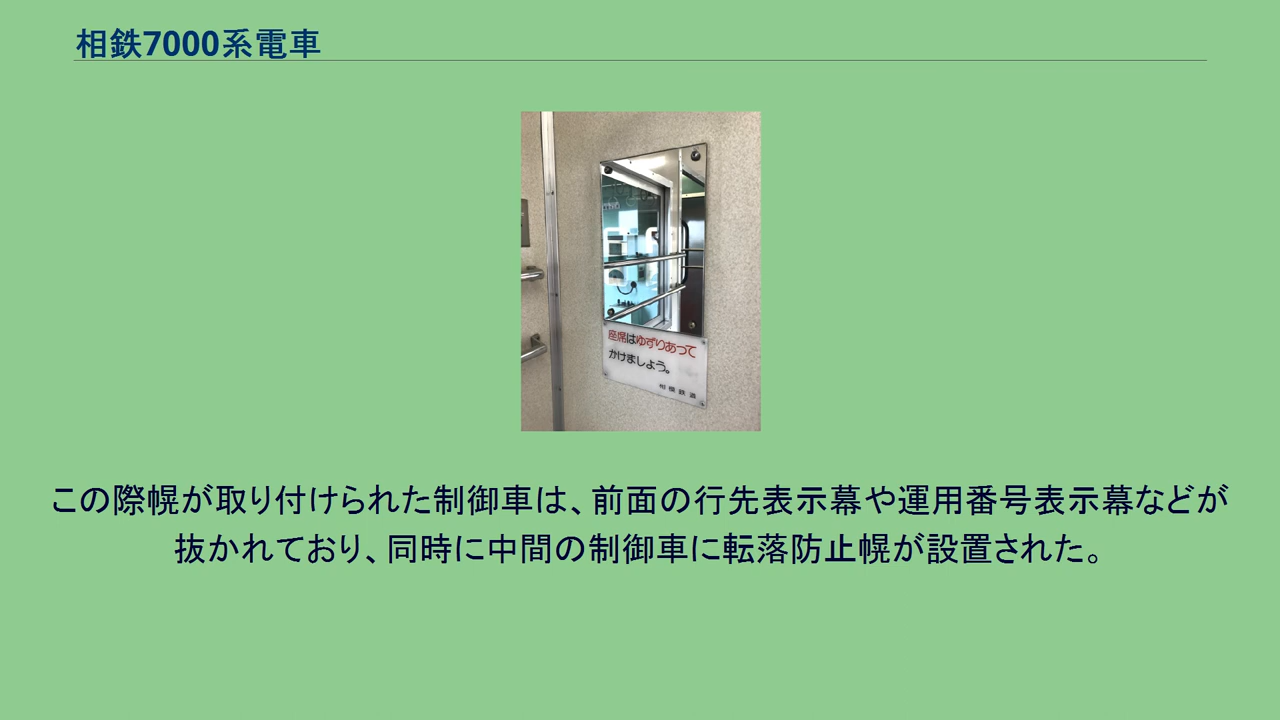 相鉄7000系電車
座席はゆずりあって
かけましょう。
相模鉄道
この際幌が取り付けられた制御車は、前面の行先表示幕や運用番号表示幕などが
抜かれており、同時に中間の制御車に転落防止幌が設置された。